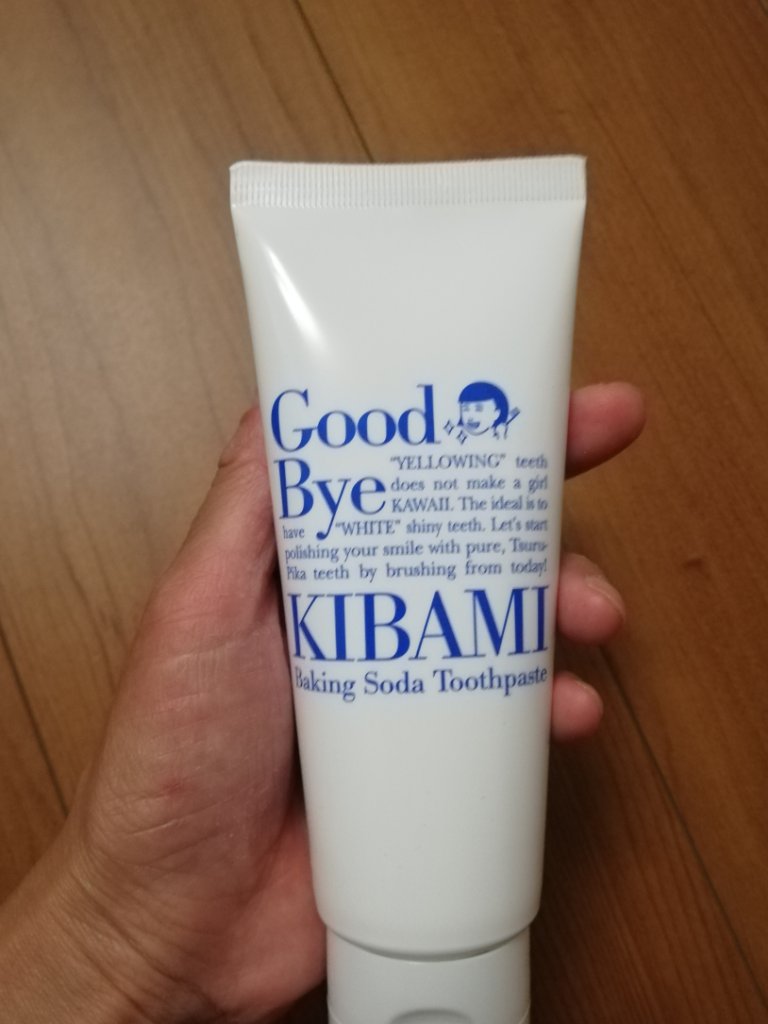 Good
Bye
"YELLOWING" teeth
does not make a girl
KAWAII. The ideal is to
have "WHITE" shiny teeth. Let's start
polishing your smile with pure, Tsuru-
Pika teeth by brushing from today!
KIBAMI
Baking Soda Toothpaste